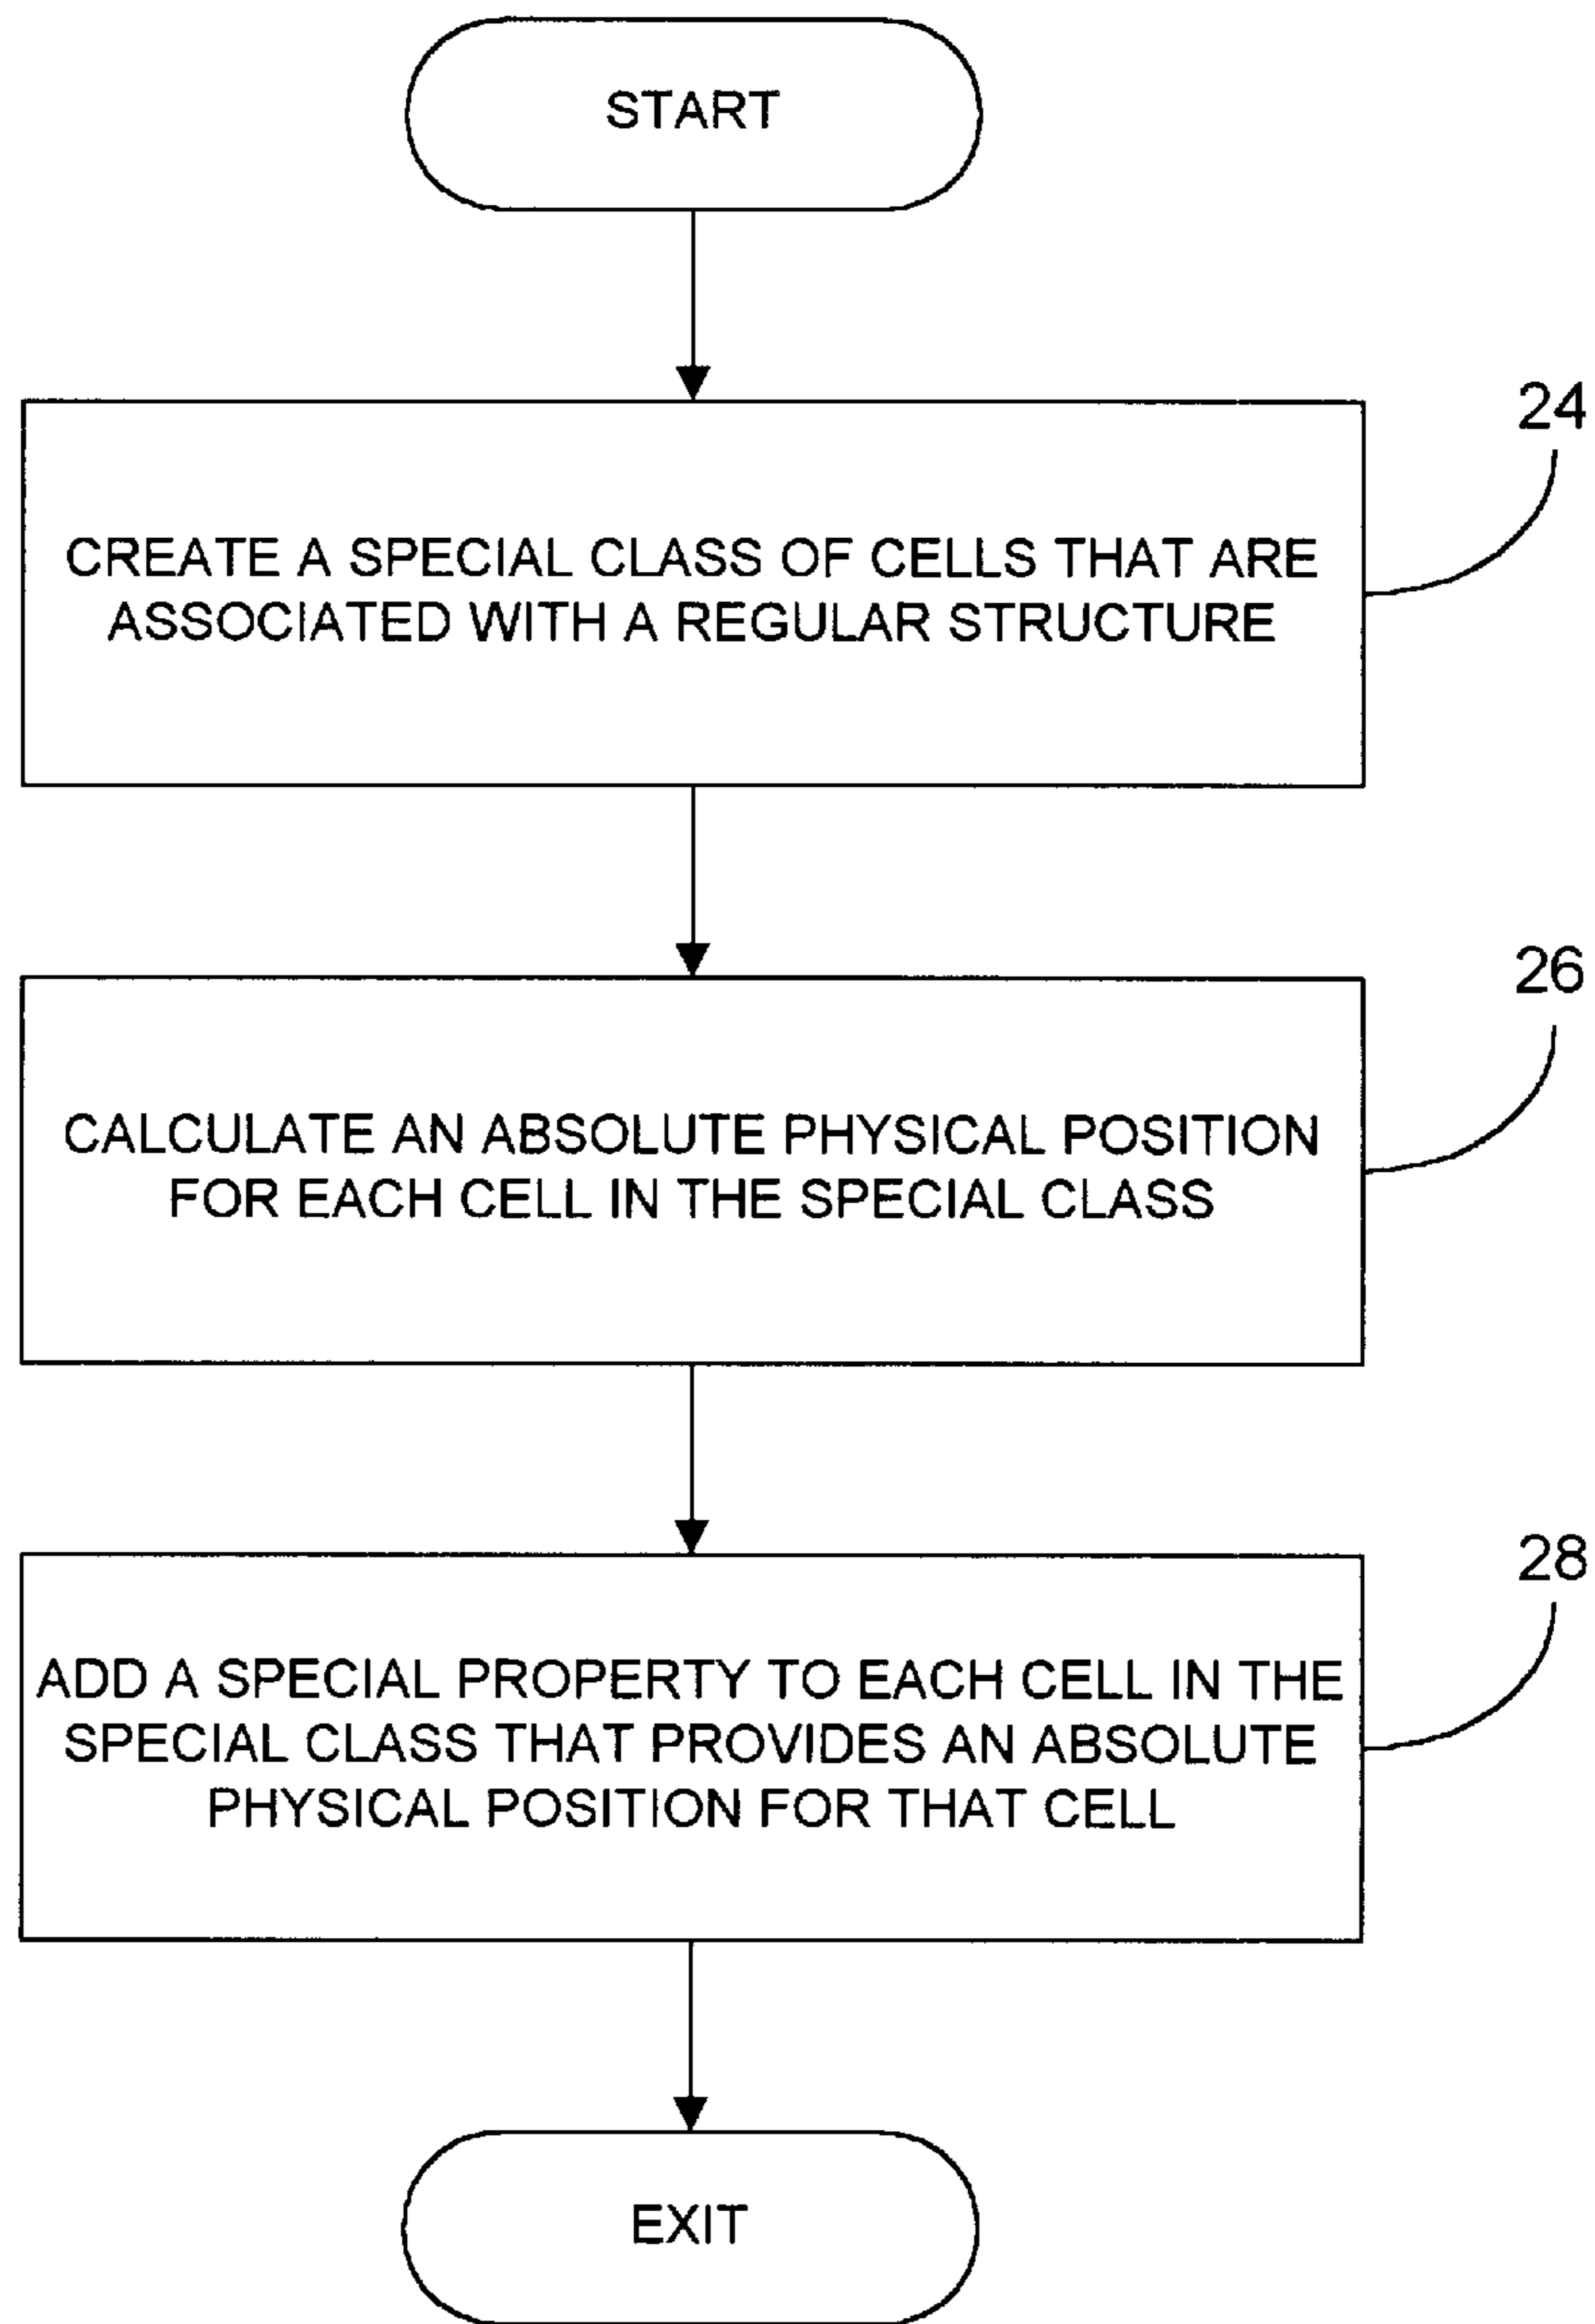 START
24
CREATE A SPECIAL CLASS OF CELLS THAT ARE
ASSOCIATED WITH A REGULAR STRUCTURE
26
CALCULATE AN ABSOLUTE PHYSICAL POSITION
FOR EACH CELL IN THE SPECIAL CLASS
28
ADD A SPECIAL PROPERTY TO EACH CELL IN THE
SPECIAL CLASS THAT PROVIDES AN ABSOLUTE
PHYSICAL POSITION FOR THAT CELL
EXIT